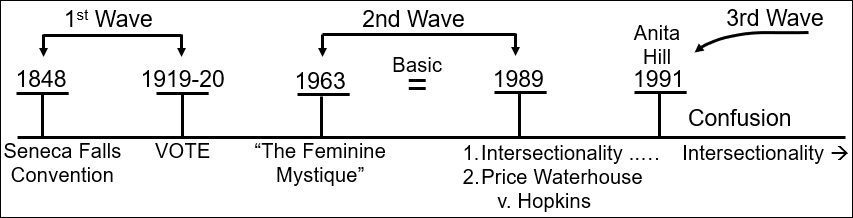 1st Wave
2nd Wave
3rd Wave
Anita
Hill
1848
1919-20
1963
Basic
=
1989
1991
Confusion
Seneca Falls
Convention
VOTE
“The Feminine
Mystique”
1. Intersectionality .....
2. Price Waterhouse
v. Hopkins
Intersectionality →